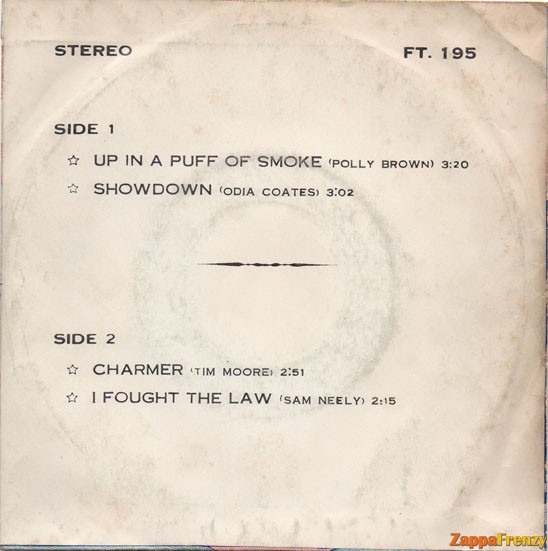 STEREO FT. 195
SIDE 1
☆ UP IN A PUFF OF SMOKE (POLLY BROWN) 3:20
☆ SHOWDOWN (ODIA COATES) 3:02
SIDE 2
☆ CHARMER (TIM MOORE) 2:51
☆ I FOUGHT THE LAW (SAM NEELY) 2:15
ZappaFrenzy